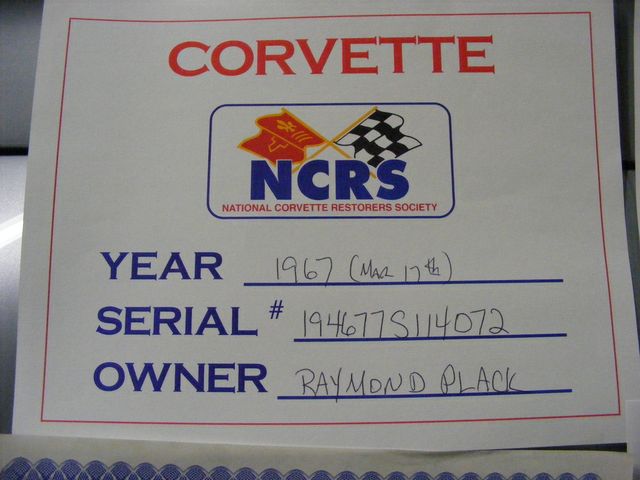 CORVETTE
NCRS
NATIONAL CORVETTE RESTORERS SOCIETY
YEAR 1967 (MAR 17th)
SERIAL # 194677S114072
OWNER RAYMOND PLACK